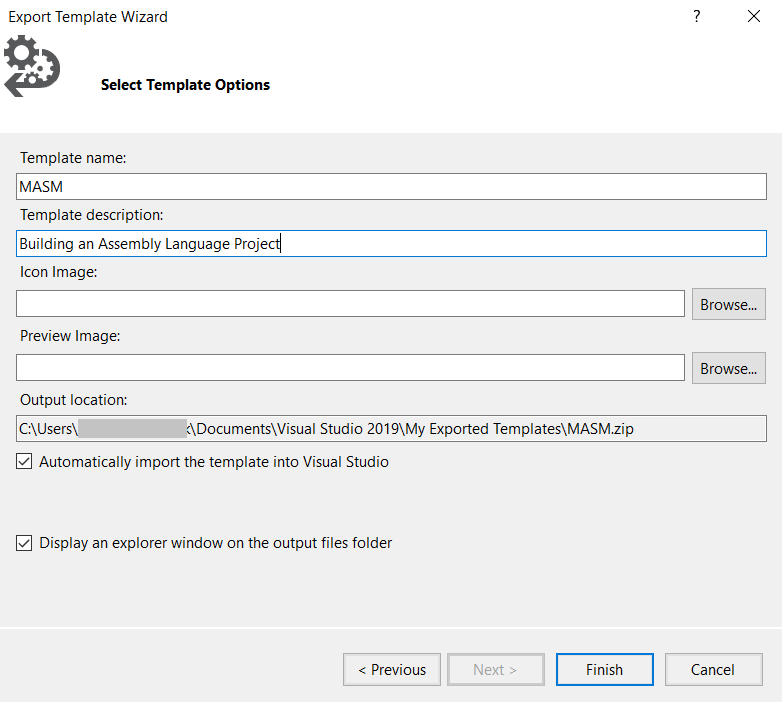 Export Template Wizard
?
Select Template Options
Template name:
MASM
Template description:
Building an Assembly Language Project
Icon Image:
Browse...
Preview Image:
Browse...
Output location:
C:\Users\ \Documents\Visual Studio 2019\My Exported Templates\MASM.zip
Automatically import the template into Visual Studio
Display an explorer window on the output files folder
< Previous Next > Finish Cancel